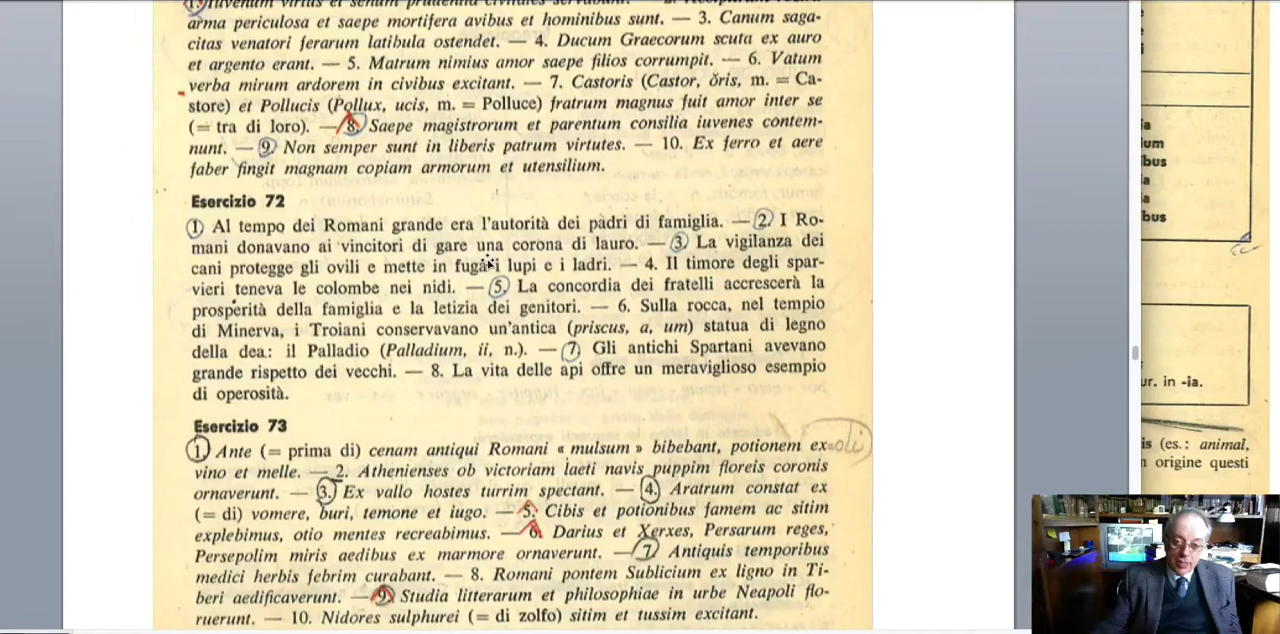 1. Iuvenum virtus et senum prudentia civitates servabunt.
arma periculosa et saepe mortifera avibus et hominibus sunt. — 3. Canum saga-
citas venatori ferarum latibula ostendet. — 4. Ducum Graecorum scuta ex auro
et argento erant. — 5. Matrum nimius amor saepe filios corrumpit. — 6. Vatum
verba mirum ardorem in civibus excitant. — 7. Castoris (Castor, ŏris, m. = Ca-
store) et Pollucis (Pollux, ucis, m. = Polluce) fratrum magnus fuit amor inter se
(= tra di loro). — 8. Saepe magistrorum et parentum consilia iuvenes contem-
nunt. — 9. Non semper sunt in liberis patrum virtutes. — 10. Ex ferro et aere
faber fingit magnam copiam armorum et utensilium.
Esercizio 72
1 Al tempo dei Romani grande era l'autorità dei padri di famiglia. — 2. I Ro-
mani donavano ai vincitori di gare una corona di lauro. — 3. La vigilanza dei
cani protegge gli ovili e mette in fuga i lupi e i ladri. — 4. Il timore degli spar-
vieri teneva le colombe nei nidi. — 5. La concordia dei fratelli accrescerà la
prosperità della famiglia e la letizia dei genitori. — 6. Sulla rocca, nel tempio
di Minerva, i Troiani conservavano un'antica (priscus, a, um) statua di legno
della dea: il Palladio (Palladium, ii, n.). — 7. Gli antichi Spartani avevano
grande rispetto dei vecchi. — 8. La vita delle api offre un meraviglioso esempio
di operosità.
Esercizio 73
1. Ante (= prima di) cenam antiqui Romani « mulsum » bibebant, potionem ex
vino et melle. — 2. Athenienses ob victoriam laeti navis puppim floreis coronis
ornaverunt. — 3. Ex vallo hostes turrim spectant. — 4. Aratrum constat ex
(= di) vomere, buri, temone et iugo. — 5. Cibis et potionibus famem ac sitim
explebimus, otio mentes recreabimus. — 6. Darius et Xerxes, Persarum reges,
Persepolim miris aedibus ex marmore ornaverunt. — 7 Antiquis temporibus
medici herbis febrim curabant. — 8. Romani pontem Sublicium ex ligno in Ti-
beri aedificaverunt. — 9. Studia litterarum et philosophiae in urbe Neapoli flo-
ruerunt. — 10. Nidores sulphurei (= di zolfo) sitim et tussim excitant.
a
ium
bus
a
a
bus
ur. in -ia.
is (es.: animal,
origine questi